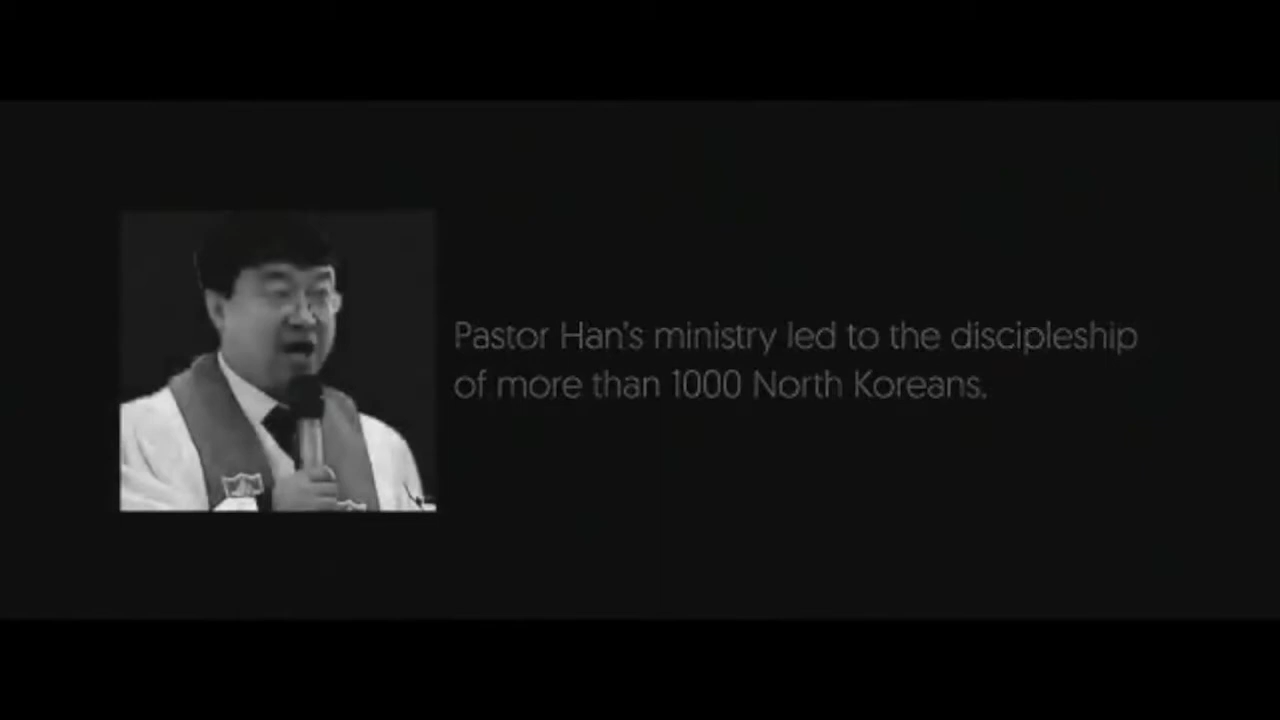 Pastor Han's ministry led to the discipleship
of more than 1000 North Koreans.